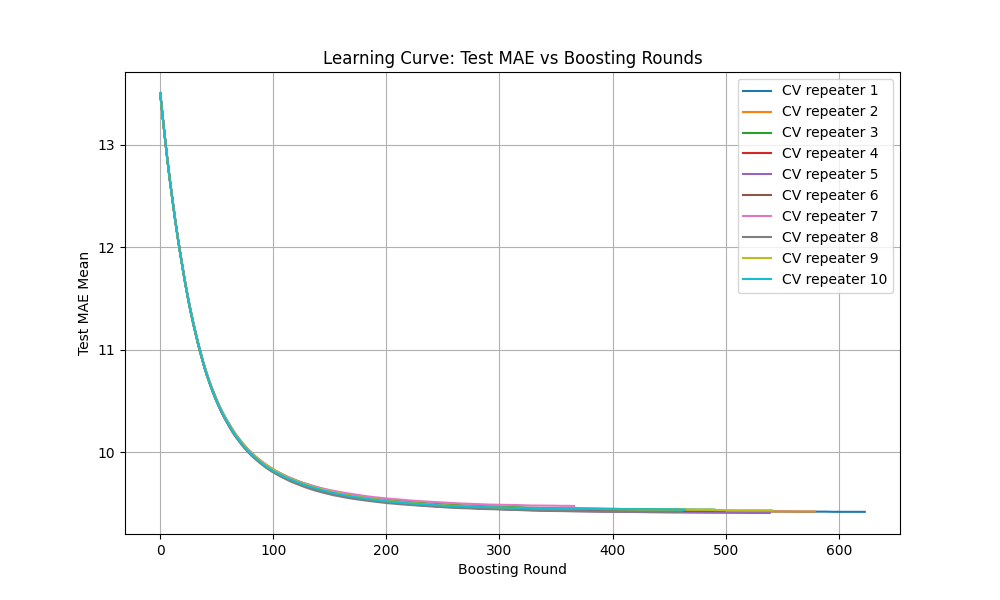 Learning Curve: Test MAE vs Boosting Rounds
Test MAE Mean
13
12
11
10
0 100 200 300 400 500 600
Boosting Round
CV repeater 1
CV repeater 2
CV repeater 3
CV repeater 4
CV repeater 5
CV repeater 6
CV repeater 7
CV repeater 8
CV repeater 9
CV repeater 10